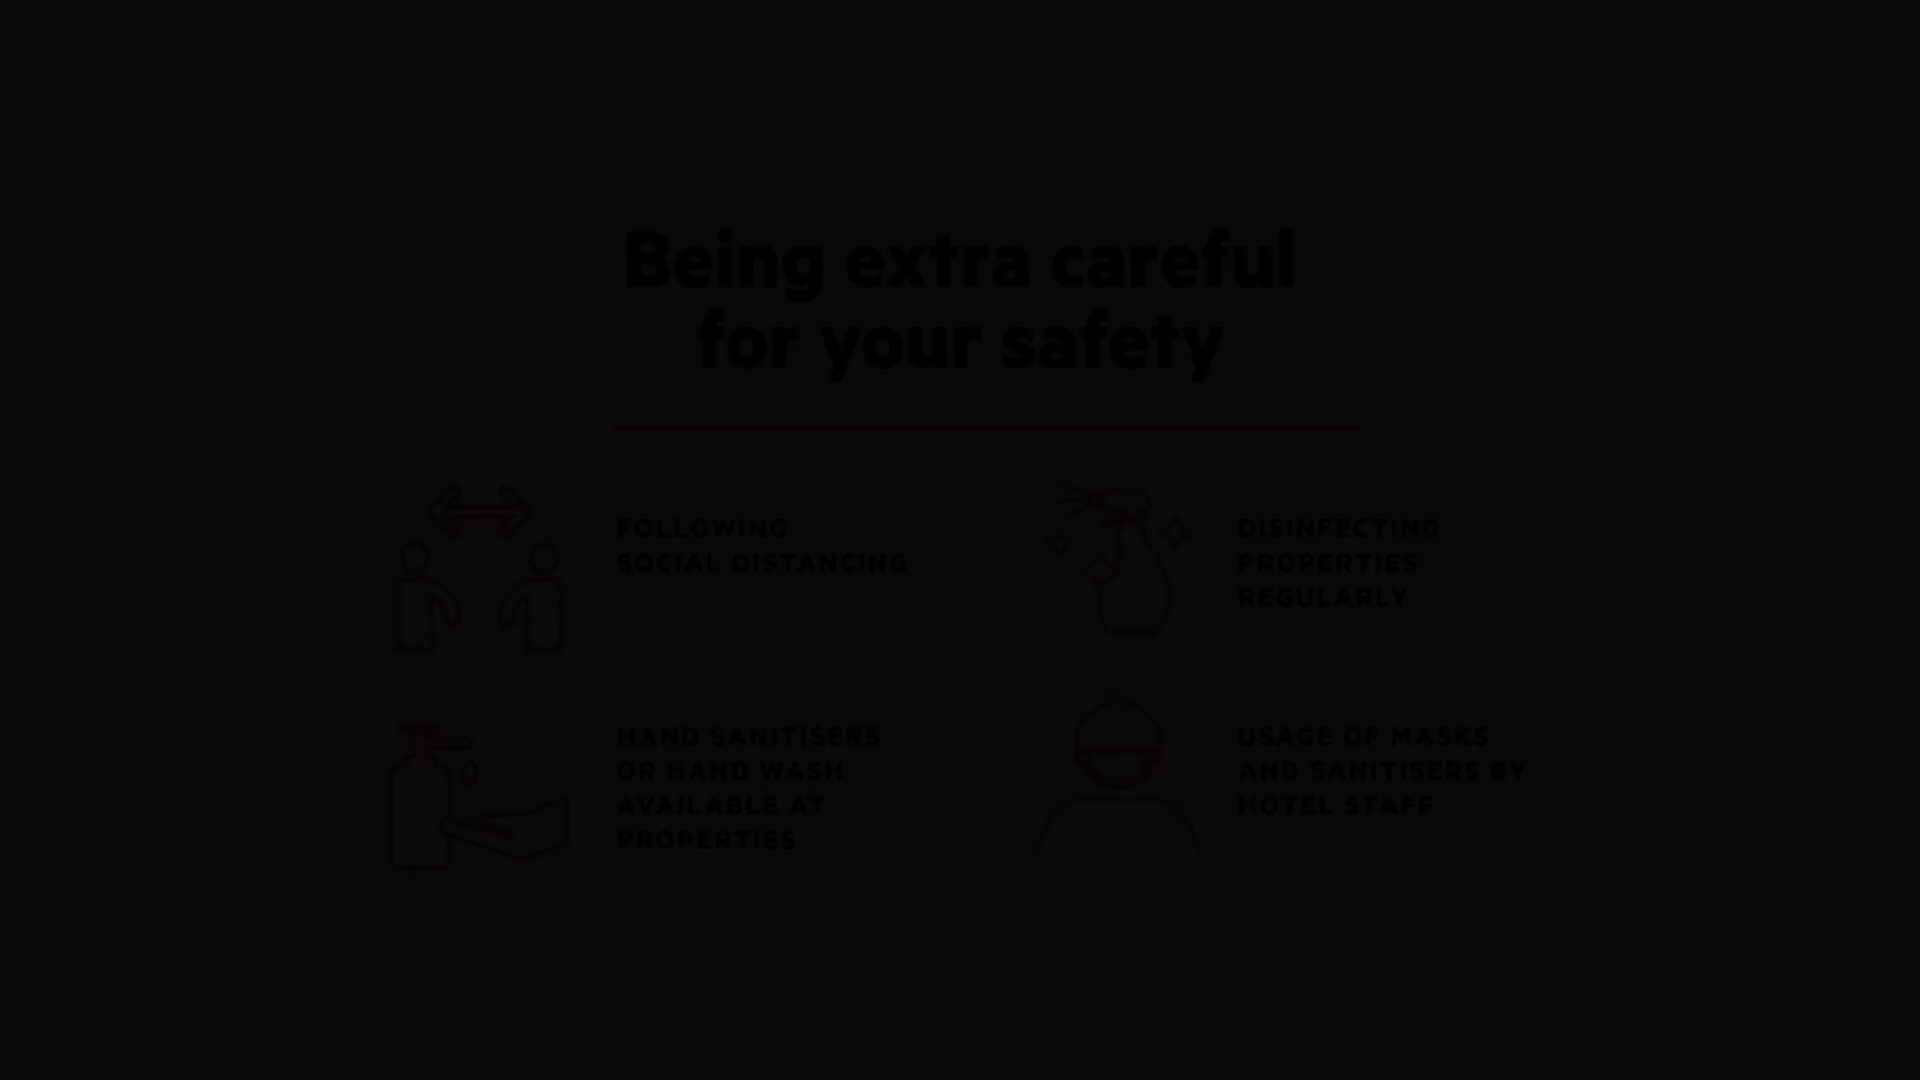 Being extra careful
for your safety
FOLLOWING
SOCIAL DISTANCING
DISINFECTING
PROPERTIES
REGULARLY
HAND SANITISERS
OR HAND WASH
AVAILABLE AT
PROPERTIES
USAGE OF MASKS
AND SANITISERS BY
HOTEL STAFF